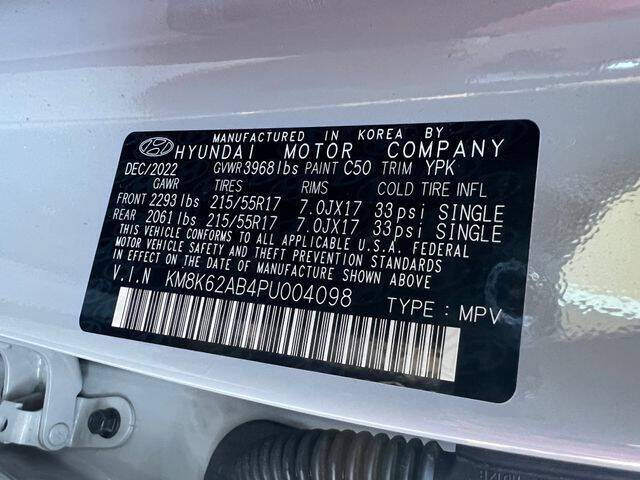 MANUFACTURED IN KOREA BY
HYUNDAI MOTOR COMPANY
DEC/2022 GVWR 3968 lbs PAINT C50 TRIM YPK
GAWR TIRES RIMS COLD TIRE INFL
FRONT 2293 lbs 215/55R17 7.0JX17 33psi SINGLE
REAR 2061 lbs 215/55R17 7.0JX17 33psi SINGLE
THIS VEHICLE CONFORMS TO ALL APPLICABLE U.S.A. FEDERAL
MOTOR VEHICLE SAFETY AND THEFT PREVENTION STANDARDS
IN EFFECT ON THE DATE OF MANUFACTURE SHOWN ABOVE
V.I.N KM8K62AB4PU004098 TYPE: MPV